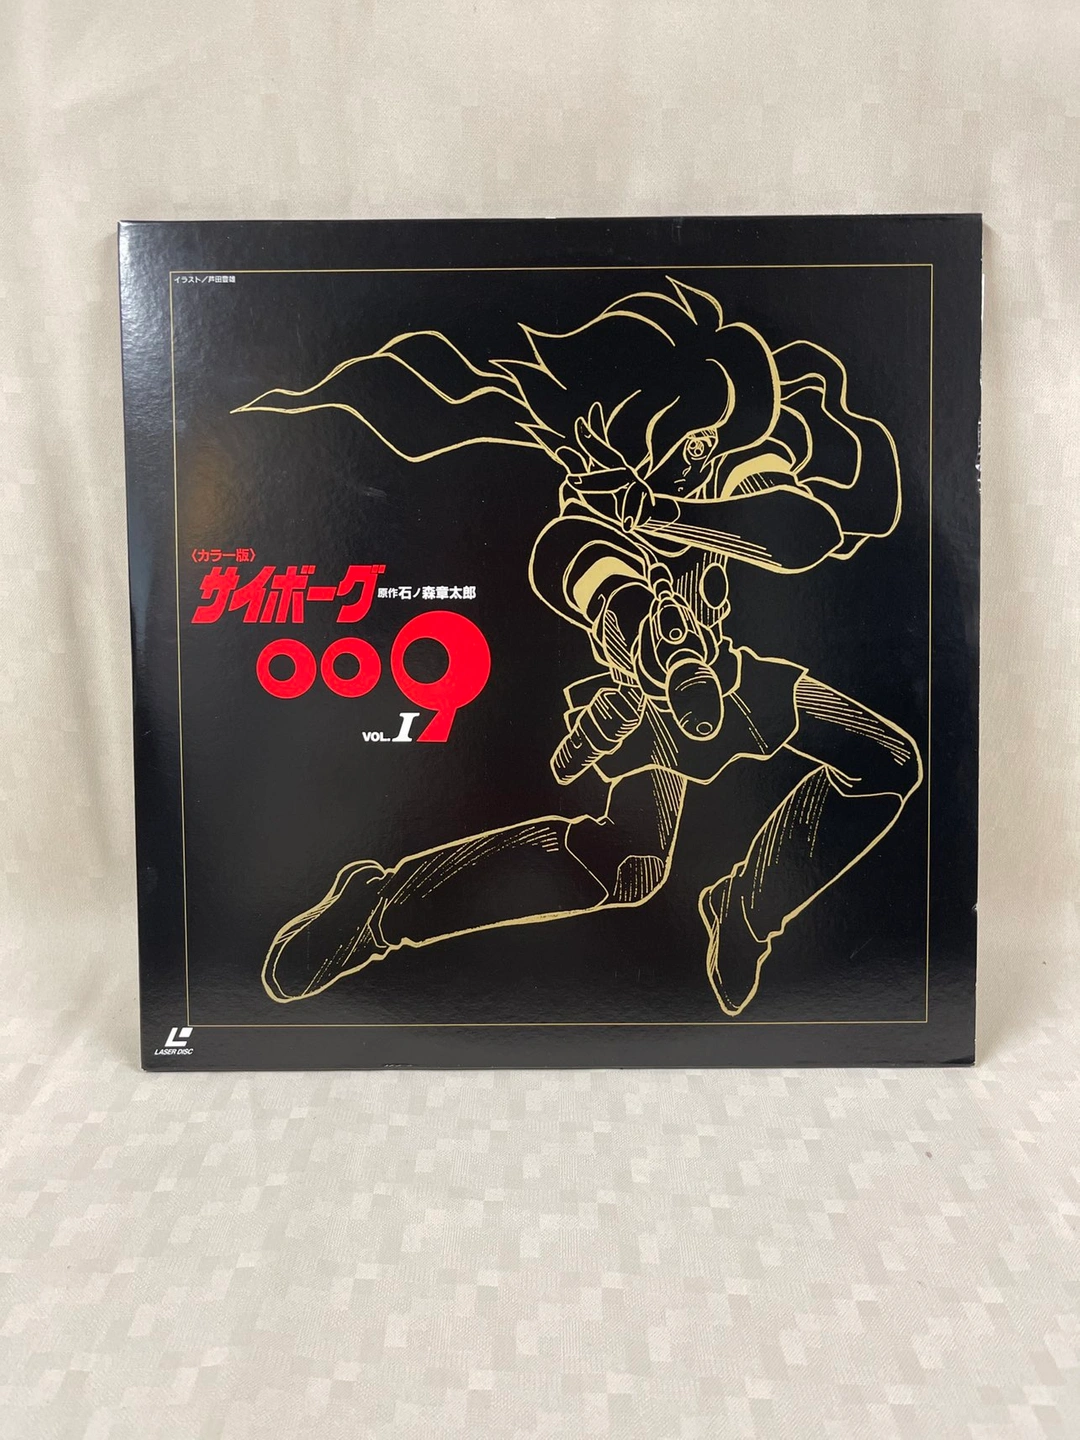 イラスト／芦田豊雄
〈カラー版〉
サイボーグ
原作 石ノ森章太郎
009
VOL.I
LASER DISC